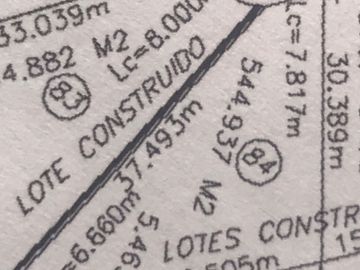 33.039m
4.882 M2
83
Lc=8.000
LOTE CONSTRUIDO
37.493m
Lc=7.817m
30.389m
544.937 M2
84
=6.660m
5.46
LOTES CONSTR
.505m
15